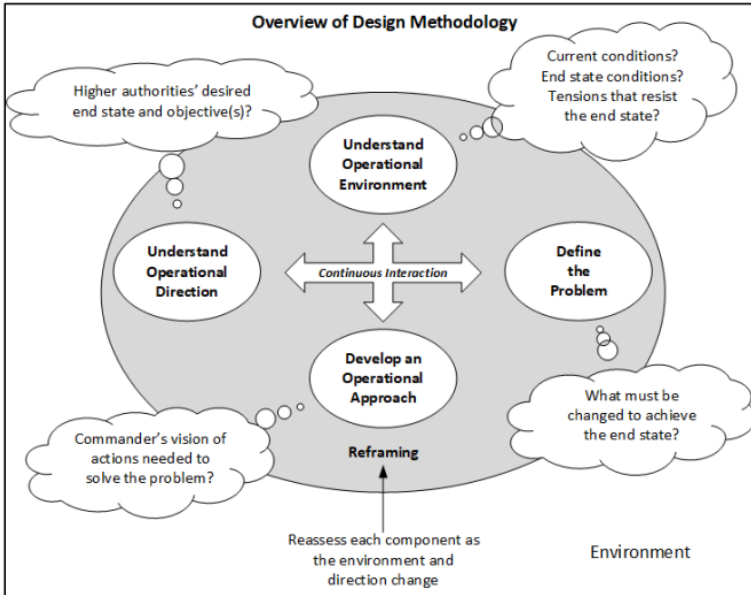 Overview of Design Methodology
Higher authorities' desired
end state and objective(s)?
Current conditions?
End state conditions?
Tensions that resist
the end state?
Understand
Operational
Environment
Understand
Operational
Direction
Continuous Interaction
Define
the
Problem
Develop an
Operational
Approach
Commander's vision of
actions needed to
solve the problem?
What must be
changed to achieve
the end state?
Reframing
Reassess each component as
the environment and
direction change
Environment